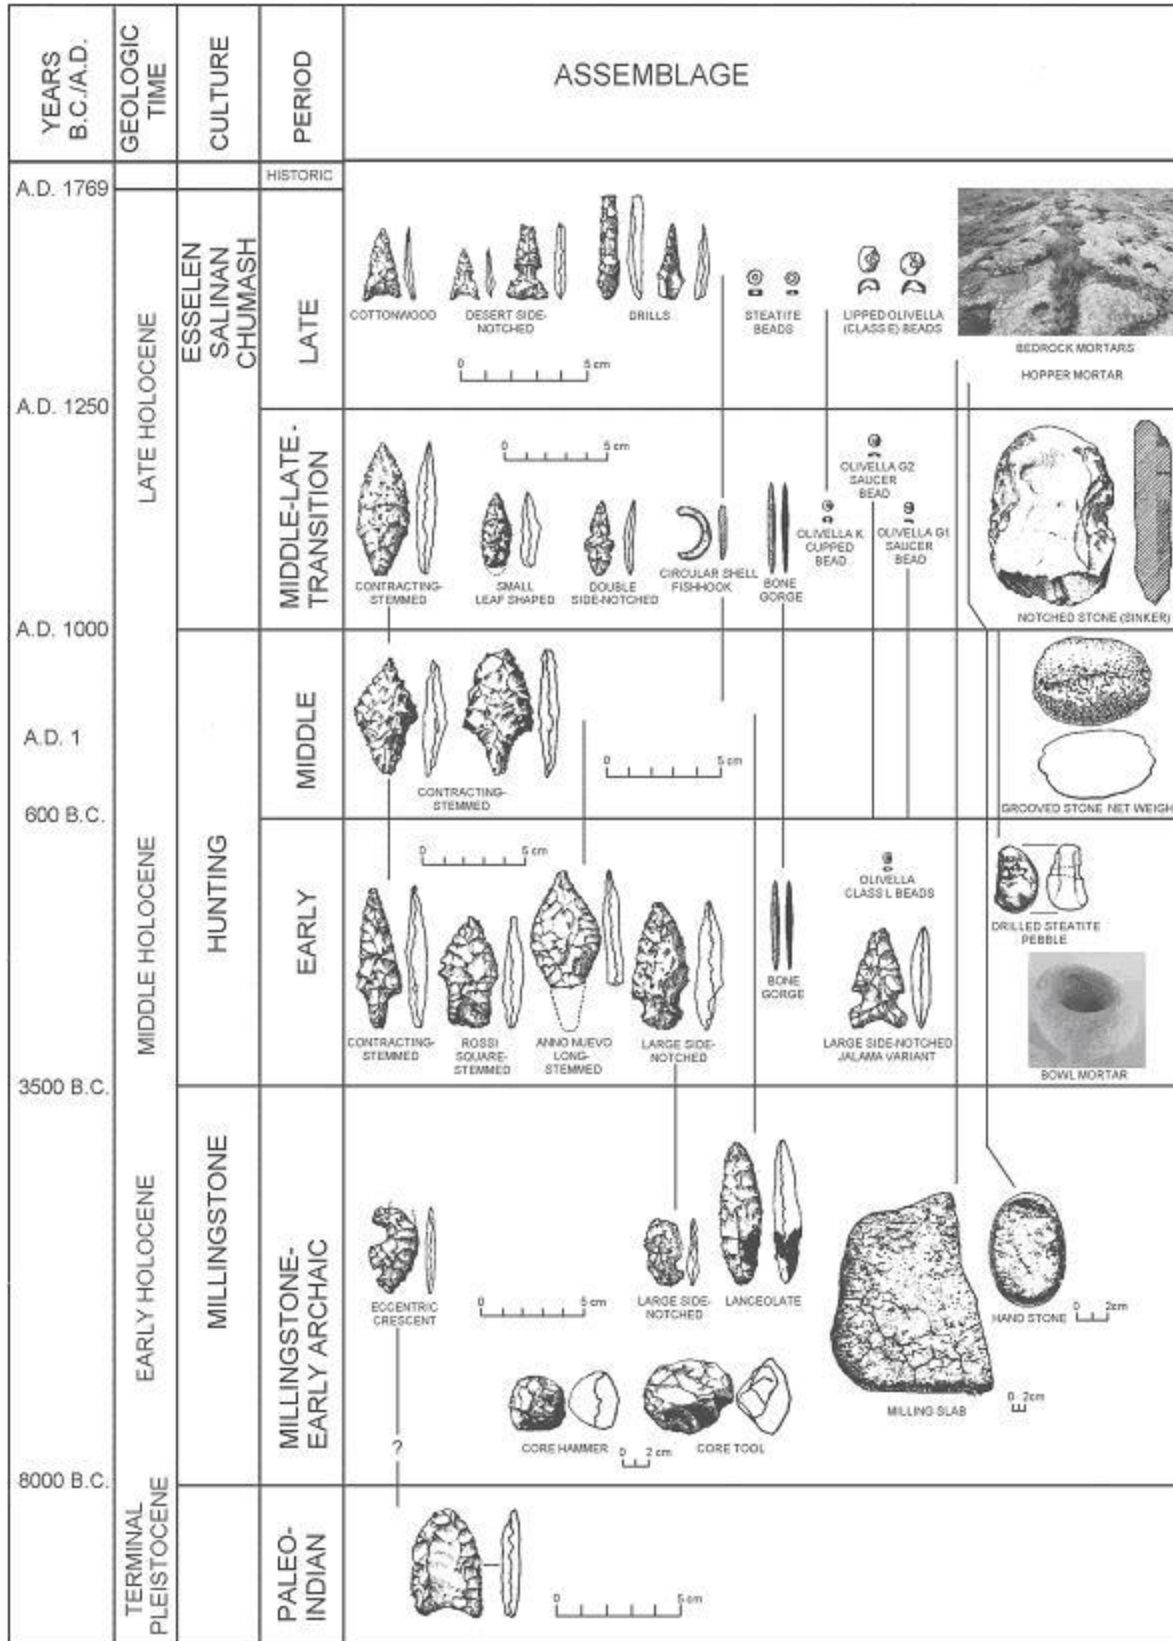 YEARS
B.C./A.D.
GEOLOGIC
TIME
CULTURE
PERIOD
ASSEMBLAGE
HISTORIC
A.D. 1769
LATE HOLOCENE
ESSELEN
SALINAN
CHUMASH
LATE
COTTONWOOD
DESERT SIDE-
NOTCHED
DRILLS
STEATITE
BEADS
LIPPED OLIVELLA
(CLASS E) BEADS
BEDROCK MORTARS
HOPPER MORTAR
0 5 cm
A.D. 1250
MIDDLE-LATE-
TRANSITION
0 5 cm
CONTRACTING-
STEMMED
SMALL
LEAF SHAPED
DOUBLE
SIDE-NOTCHED
CIRCULAR SHELL
FISHHOOK
BONE
GORGE
OLIVELLA K
CUPPED
BEAD
OLIVELLA G2
SAUCER
BEAD
OLIVELLA G1
SAUCER
BEAD
NOTCHED STONE (SINKER)
A.D. 1000
MIDDLE
A.D. 1
0 5 cm
CONTRACTING-
STEMMED
GROOVED STONE NET WEIGH
600 B.C.
MIDDLE HOLOCENE
HUNTING
EARLY
0 5 cm
CONTRACTING-
STEMMED
ROSSI
SQUARE-
STEMMED
ANNO NUEVO
LONG-
STEMMED
LARGE SIDE-
NOTCHED
BONE
GORGE
OLIVELLA
CLASS L BEADS
LARGE SIDE-NOTCHED
JALAMA VARIANT
DRILLED STEATITE
PEBBLE
BOWL MORTAR
3500 B.C.
EARLY HOLOCENE
MILLINGSTONE
MILLINGSTONE-
EARLY ARCHAIC
ECCENTRIC
CRESCENT
0 5 cm
LARGE SIDE-
NOTCHED
LANCEOLATE
HAND STONE
0 2cm
MILLING SLAB
0 2cm
CORE HAMMER
0 2 cm
CORE TOOL
?
8000 B.C.
TERMINAL
PLEISTOCENE
PALEO-
INDIAN
0 5 cm